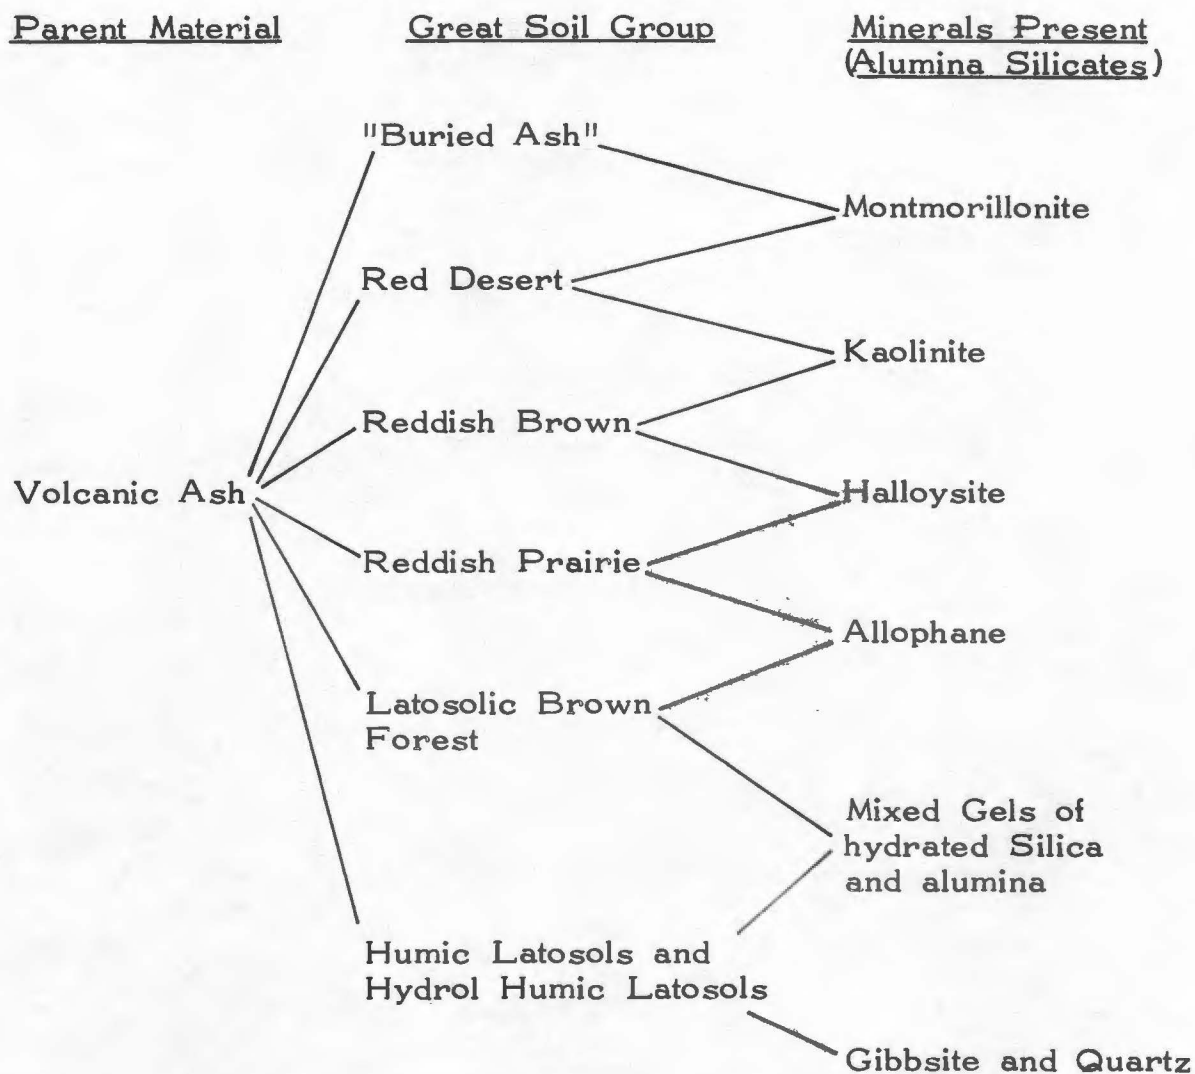 Parent Material
Great Soil Group
Minerals Present
(Alumina Silicates)
"Buried Ash"
Montmorillonite
Red Desert
Kaolinite
Reddish Brown
Volcanic Ash
Halloysite
Reddish Prairie
Allophane
Latosolic Brown
Forest
Mixed Gels of
hydrated Silica
and alumina
Humic Latosols and
Hydrol Humic Latosols
Gibbsite and Quartz